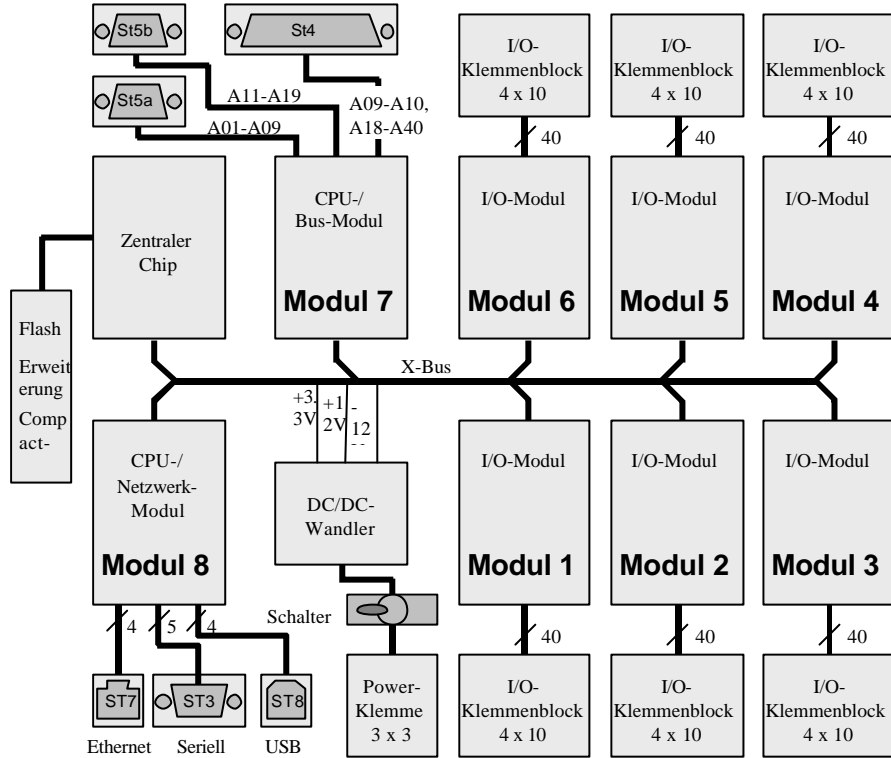 St5b
St4
St5a
A11-A19
A01-A09
A09-A10,
A18-A40
I/O-
Klemmenblock
4 x 10
I/O-
Klemmenblock
4 x 10
I/O-
Klemmenblock
4 x 10
40
40
40
Zentraler
Chip
CPU-/
Bus-Modul
Modul 7
I/O-Modul
Modul 6
I/O-Modul
Modul 5
I/O-Modul
Modul 4
Flash
Erweit
erung
Comp
act-
X-Bus
+3.
3V
+1
2V
-
12
CPU-/
Netzwerk-
Modul
Modul 8
DC/DC-
Wandler
I/O-Modul
Modul 1
I/O-Modul
Modul 2
I/O-Modul
Modul 3
4
5
4
Schalter
40
40
40
ST7
ST3
ST8
Ethernet
Seriell
USB
Power-
Klemme
3 x 3
I/O-
Klemmenblock
4 x 10
I/O-
Klemmenblock
4 x 10
I/O-
Klemmenblock
4 x 10